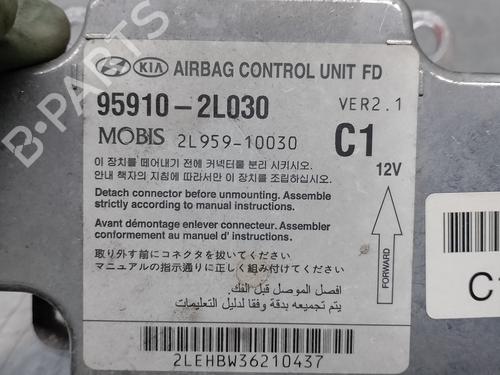 KIA AIRBAG CONTROL UNIT FD
95910-2L030 VER2.1
MOBIS 2L959-10030 C1
12V
이 장치를 떼어내기 전에 커넥터를 분리 시키시오.
안내 책자의 지침에 따라서만 이 장치를 조립하십시오.
Detach connector before unmounting. Assemble
strictly according to manual instructions.
Avant démontage enlever connecteur. Assembler
conformement au manuel d' instructions.
取り外す前にコネクタを抜いてください
マニュアルの指示通りに正しく組み付けてください
افصل الموصل قبل الفك.
يتم تجميعه بدقة وفقا لدليل التعليمات
FORWARD
2LEHBW36210437
C1
B-PARTS